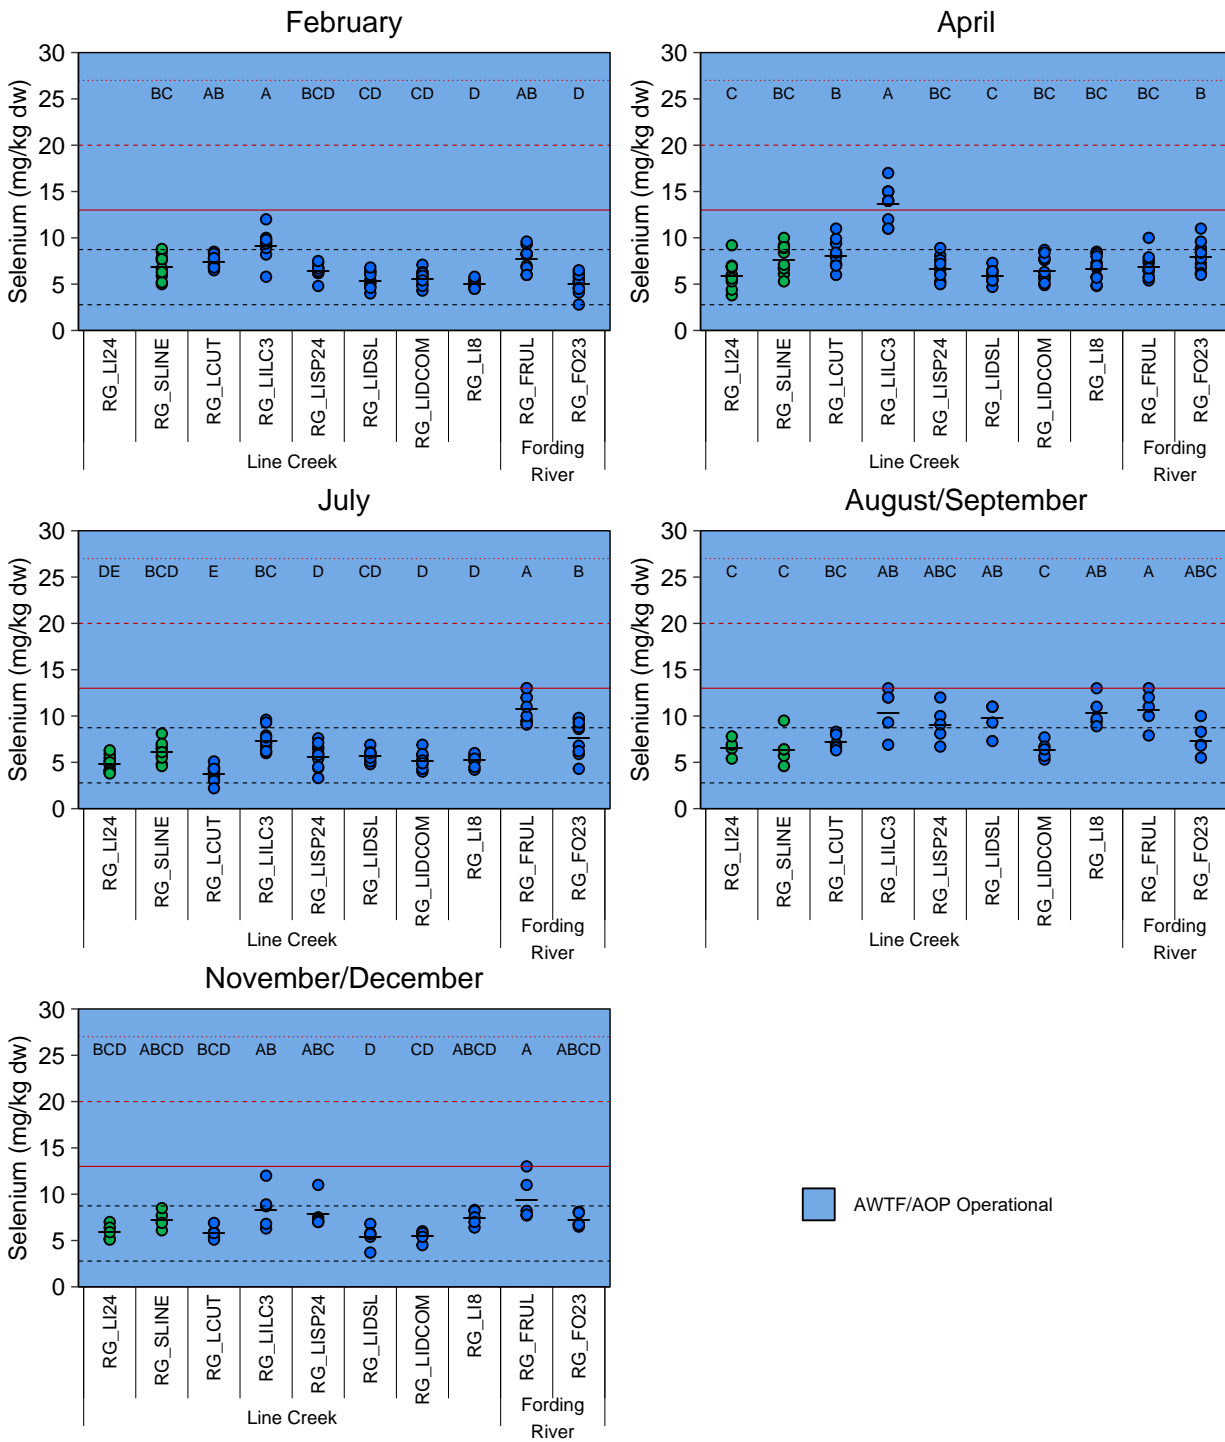 February
Selenium (mg/kg dw)
30
25
20
15
10
5
0
BC AB A BCD CD CD D AB D
RG_LI24 RG_SLINE RG_LCUT RG_LILC3 RG_LISP24 RG_LIDSL RG_LIDCOM RG_LI8 RG_FRUL RG_FO23
Line Creek
Fording
River
April
Selenium (mg/kg dw)
30
25
20
15
10
5
0
C BC B A BC C BC BC BC B
RG_LI24 RG_SLINE RG_LCUT RG_LILC3 RG_LISP24 RG_LIDSL RG_LIDCOM RG_LI8 RG_FRUL RG_FO23
Line Creek
Fording
River
July
Selenium (mg/kg dw)
30
25
20
15
10
5
0
DE BCD E BC D CD D D A B
RG_LI24 RG_SLINE RG_LCUT RG_LILC3 RG_LISP24 RG_LIDSL RG_LIDCOM RG_LI8 RG_FRUL RG_FO23
Line Creek
Fording
River
August/September
Selenium (mg/kg dw)
30
25
20
15
10
5
0
C C BC AB ABC AB C AB A ABC
RG_LI24 RG_SLINE RG_LCUT RG_LILC3 RG_LISP24 RG_LIDSL RG_LIDCOM RG_LI8 RG_FRUL RG_FO23
Line Creek
Fording
River
November/December
Selenium (mg/kg dw)
30
25
20
15
10
5
0
BCD ABCD BCD AB ABC D CD ABCD A ABCD
RG_LI24 RG_SLINE RG_LCUT RG_LILC3 RG_LISP24 RG_LIDSL RG_LIDCOM RG_LI8 RG_FRUL RG_FO23
Line Creek
Fording
River
AWTF/AOP Operational